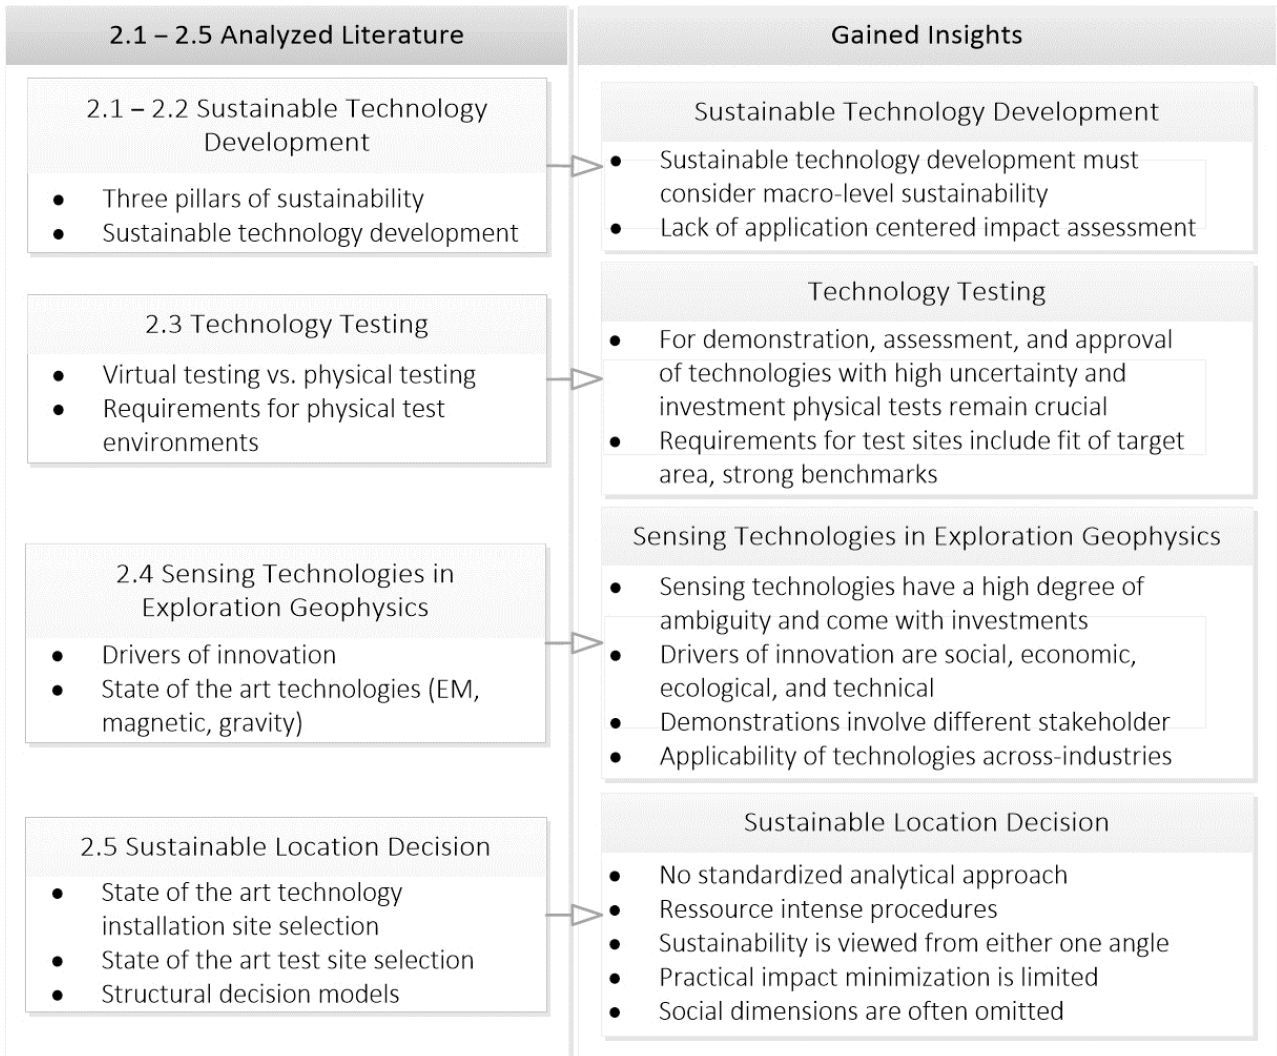 2.1 – 2.5 Analyzed Literature
Gained Insights
2.1 – 2.2 Sustainable Technology
Development
● Three pillars of sustainability
● Sustainable technology development
Sustainable Technology Development
● Sustainable technology development must
consider macro-level sustainability
● Lack of application centered impact assessment
2.3 Technology Testing
● Virtual testing vs. physical testing
● Requirements for physical test
environments
Technology Testing
● For demonstration, assessment, and approval
of technologies with high uncertainty and
investment physical tests remain crucial
● Requirements for test sites include fit of target
area, strong benchmarks
2.4 Sensing Technologies in
Exploration Geophysics
● Drivers of innovation
● State of the art technologies (EM,
magnetic, gravity)
Sensing Technologies in Exploration Geophysics
● Sensing technologies have a high degree of
ambiguity and come with investments
● Drivers of innovation are social, economic,
ecological, and technical
● Demonstrations involve different stakeholder
● Applicability of technologies across-industries
2.5 Sustainable Location Decision
● State of the art technology
installation site selection
● State of the art test site selection
● Structural decision models
Sustainable Location Decision
● No standardized analytical approach
● Ressource intense procedures
● Sustainability is viewed from either one angle
● Practical impact minimization is limited
● Social dimensions are often omitted